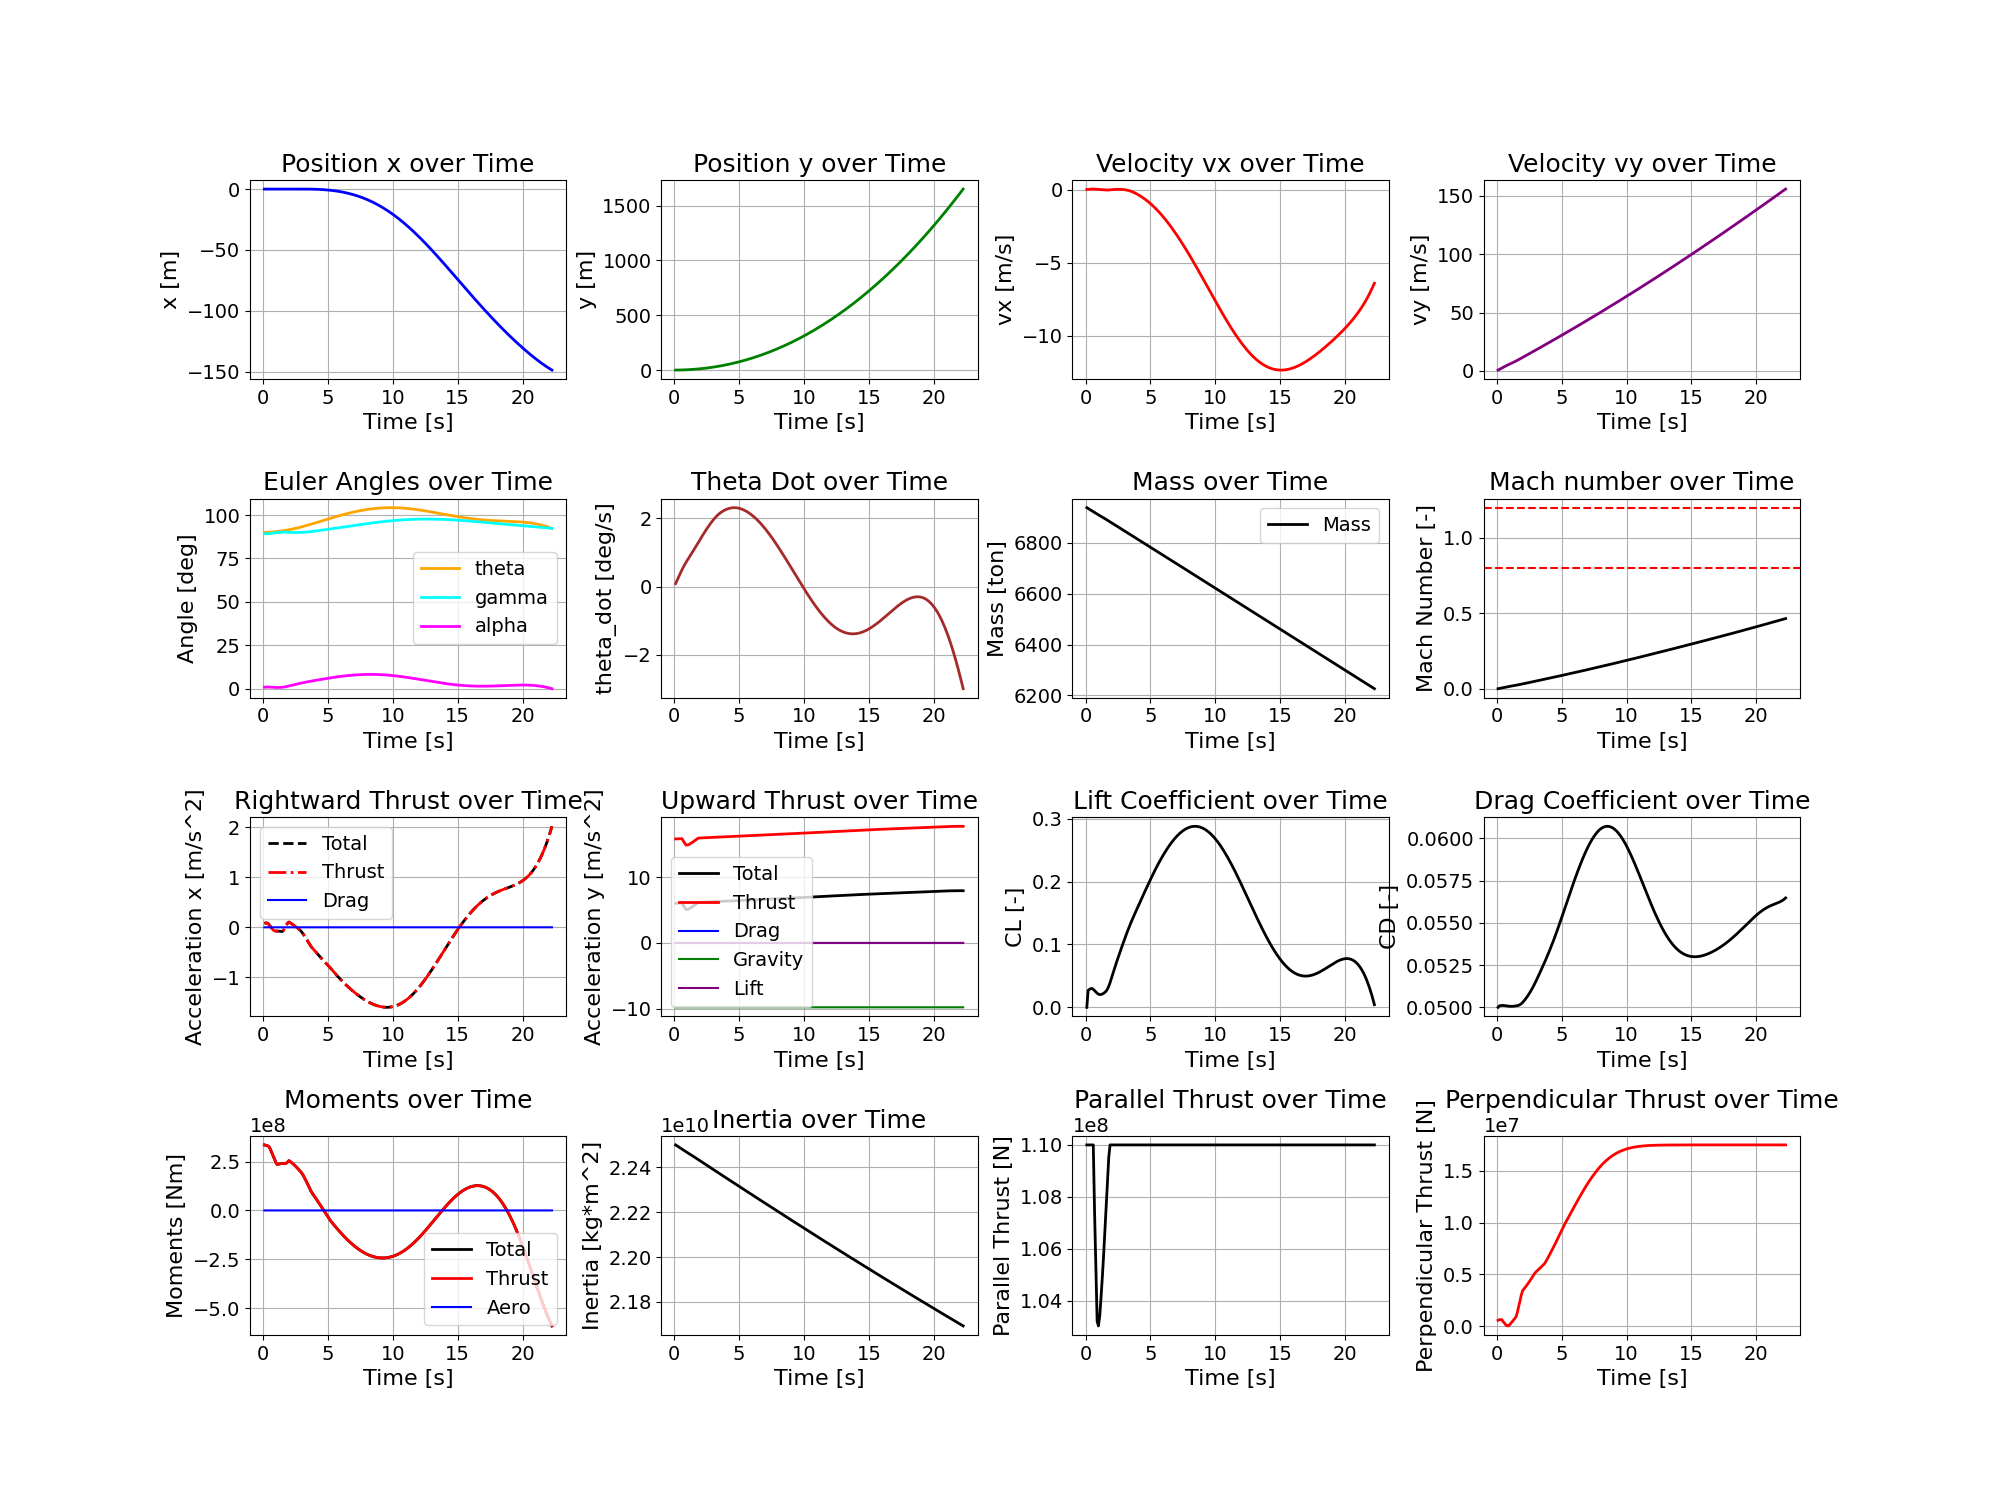 Position x over Time
x [m]
0
−50
−100
−150
0 5 10 15 20
Time [s]
Position y over Time
y [m]
1500
1000
500
0
0 5 10 15 20
Time [s]
Velocity vx over Time
vx [m/s]
0
−5
−10
0 5 10 15 20
Time [s]
Velocity vy over Time
vy [m/s]
150
100
50
0
0 5 10 15 20
Time [s]
Euler Angles over Time
Angle [deg]
100
75
50
25
0
theta
gamma
alpha
0 5 10 15 20
Time [s]
Theta Dot over Time
theta_dot [deg/s]
2
0
−2
0 5 10 15 20
Time [s]
Mass over Time
Mass [ton]
6800
6600
6400
6200
Mass
0 5 10 15 20
Time [s]
Mach number over Time
Mach Number [-]
1.0
0.5
0.0
0 5 10 15 20
Time [s]
Rightward Thrust over Time
Acceleration x [m/s^2]
2
1
0
−1
Total
Thrust
Drag
0 5 10 15 20
Time [s]
Upward Thrust over Time
Acceleration y [m/s^2]
10
0
−10
Total
Thrust
Drag
Gravity
Lift
0 5 10 15 20
Time [s]
Lift Coefficient over Time
CL [-]
0.3
0.2
0.1
0.0
0 5 10 15 20
Time [s]
Drag Coefficient over Time
CD [-]
0.0600
0.0575
0.0550
0.0525
0.0500
0 5 10 15 20
Time [s]
Moments over Time
1e8
Moments [Nm]
2.5
0.0
−2.5
−5.0
Total
Thrust
Aero
0 5 10 15 20
Time [s]
Inertia over Time
1e10
Inertia [kg*m^2]
2.24
2.22
2.20
2.18
0 5 10 15 20
Time [s]
Parallel Thrust over Time
1e8
Parallel Thrust [N]
1.10
1.08
1.06
1.04
0 5 10 15 20
Time [s]
Perpendicular Thrust over Time
1e7
Perpendicular Thrust [N]
1.5
1.0
0.5
0.0
0 5 10 15 20
Time [s]